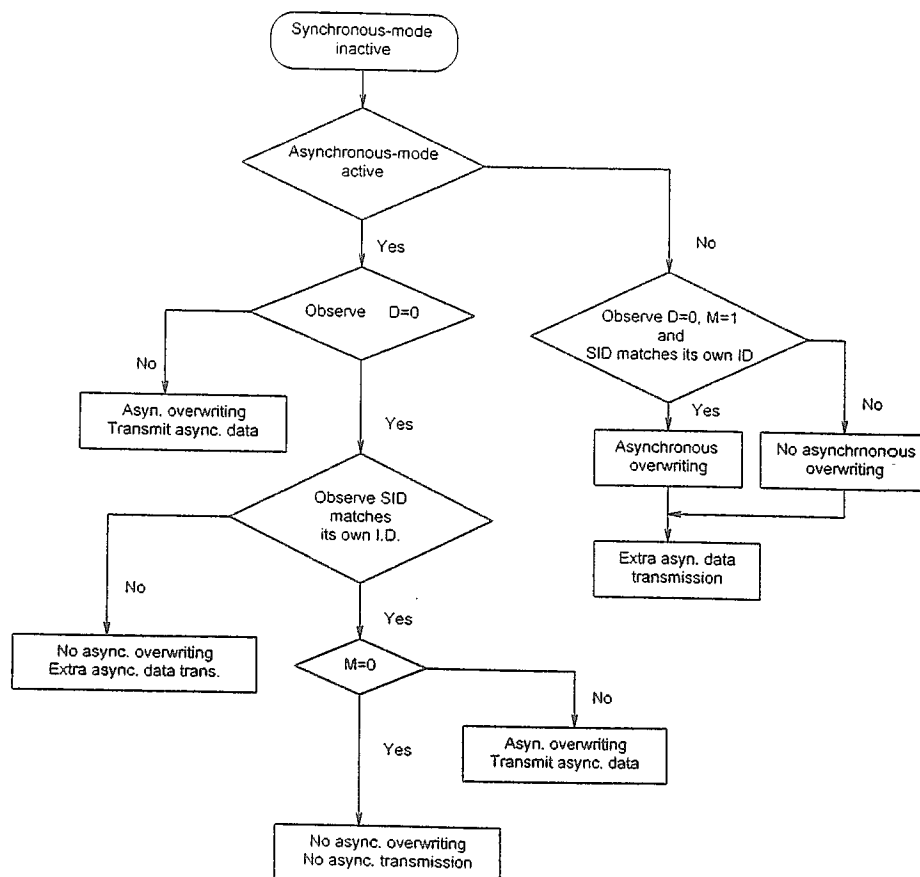 Synchronous-mode
inactive
Asynchronous-mode
active
Yes
No
Observe D=0
Observe D=0, M=1
and
SID matches its own ID
No
Yes
Asyn. overwriting
Transmit async. data
Yes
No
Asynchronous
overwriting
No asynchrnonous
overwriting
Observe SID
matches
its own I.D.
Extra asyn. data
transmission
No
Yes
No async. overwriting
Extra async. data trans.
M=0
No
Yes
Asyn. overwriting
Transmit async. data
No async. overwriting
No async. transmission